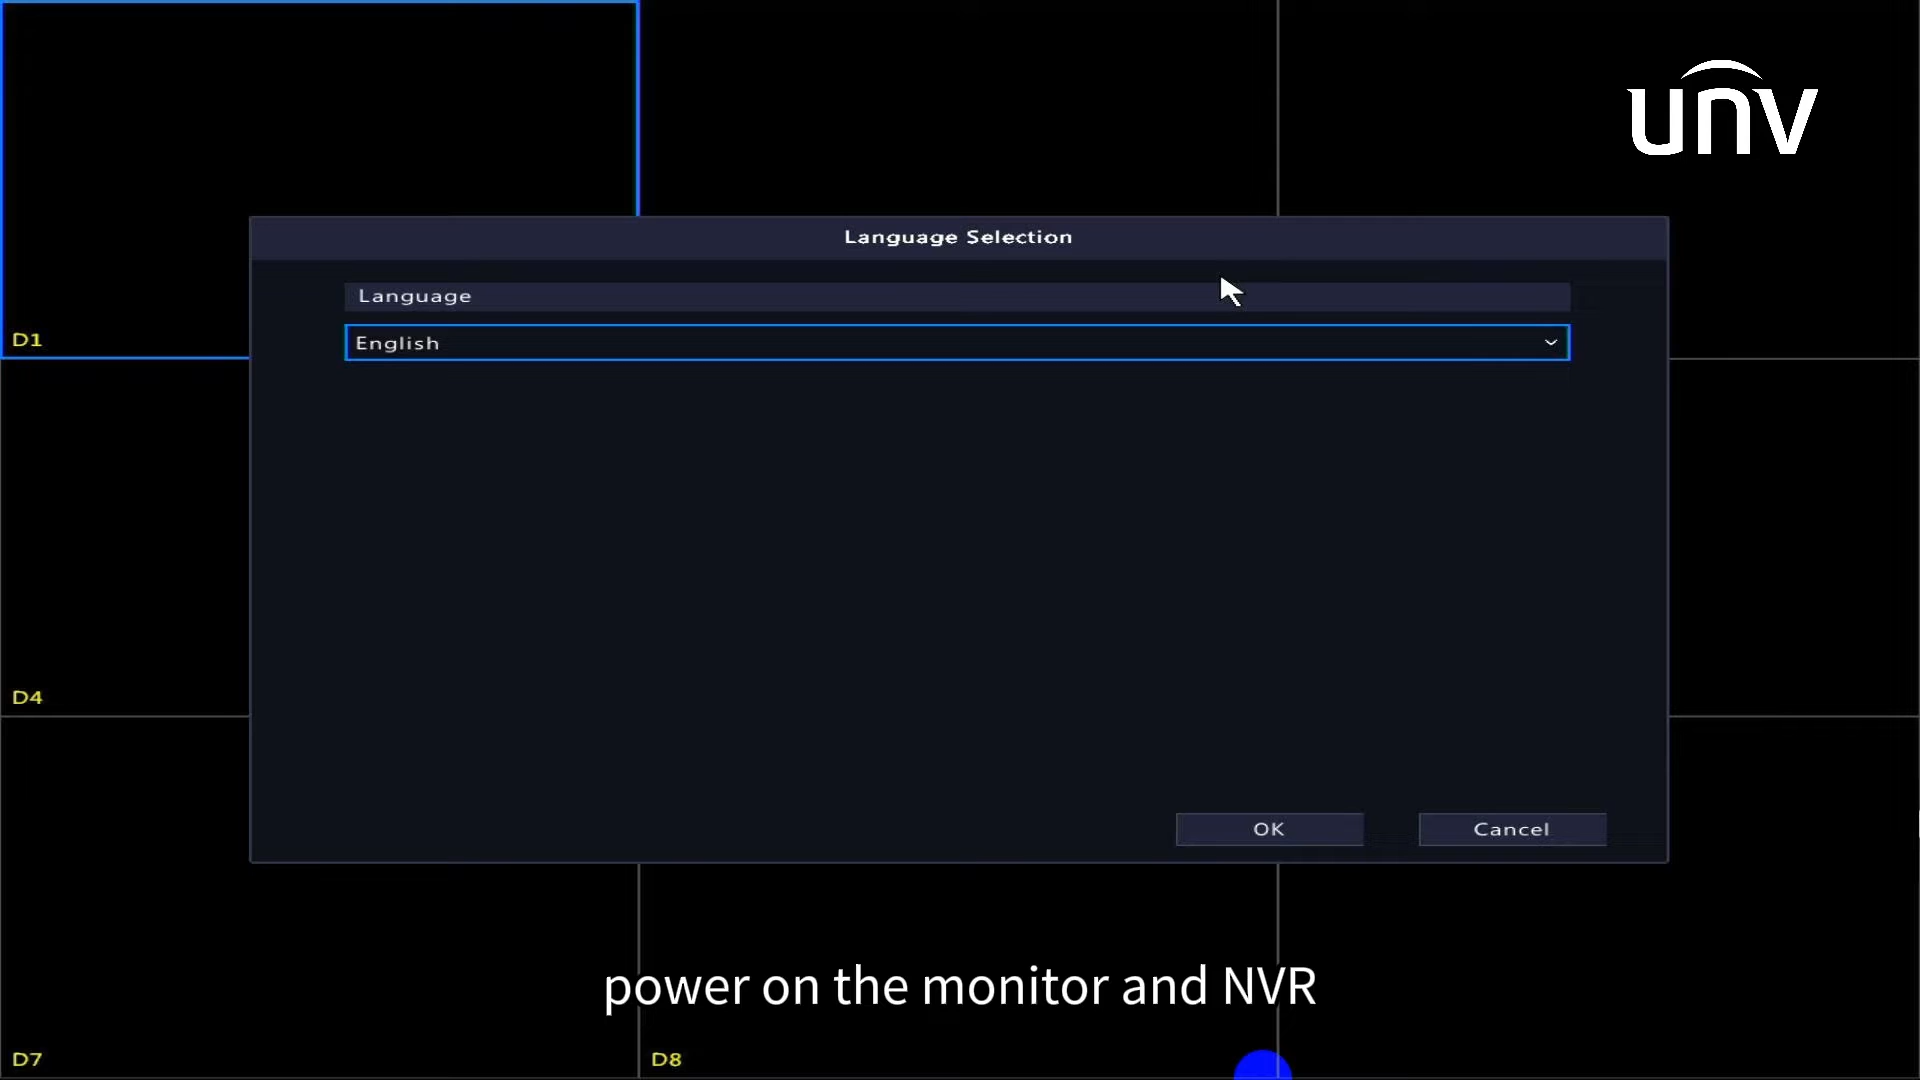 unv
Language Selection
Language
English
D1
D4
OK
Cancel
power on the monitor and NVR
D7
D8